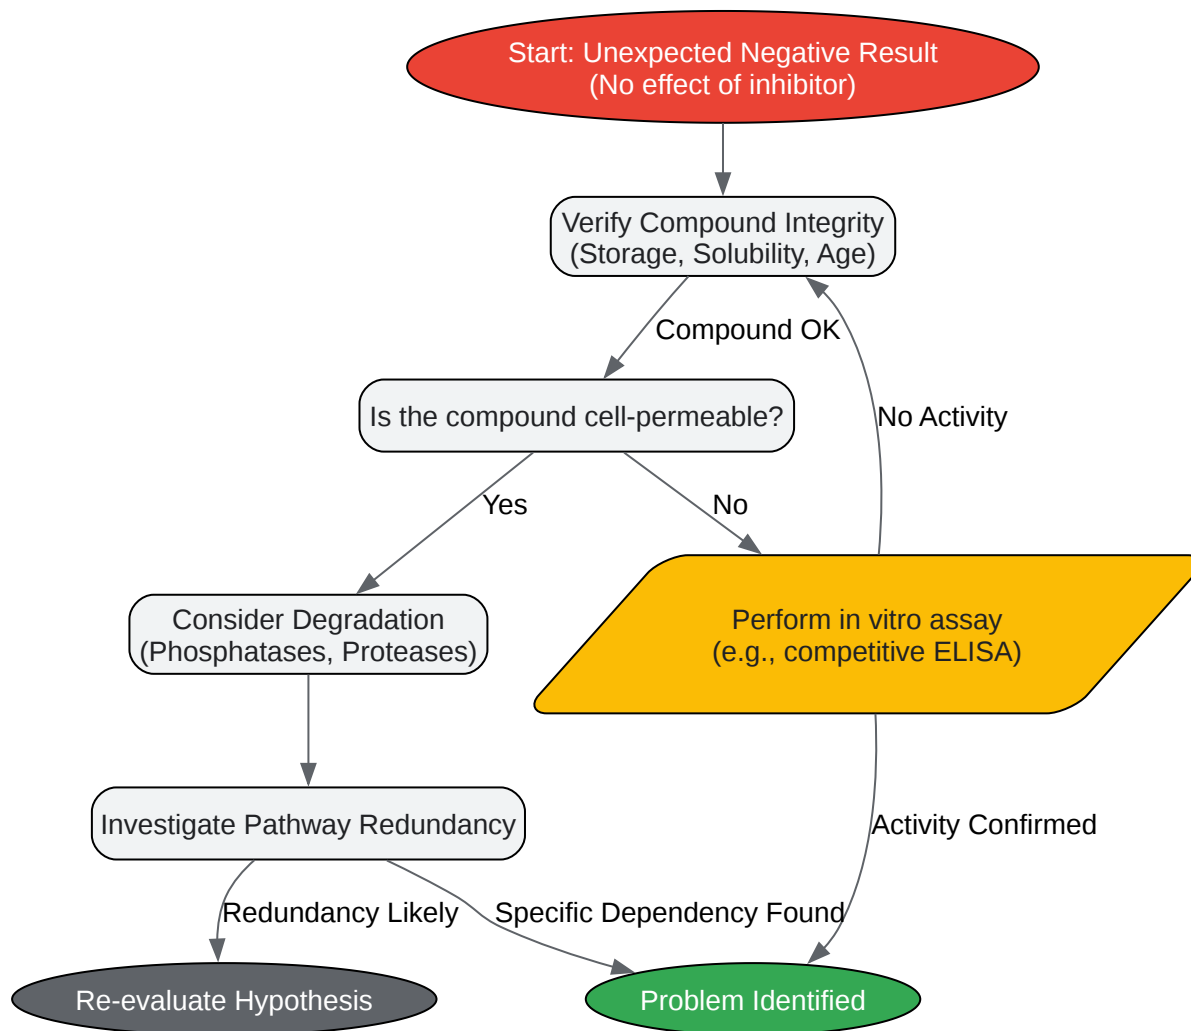 Start: Unexpected Negative Result
(No effect of inhibitor)
Verify Compound Integrity
(Storage, Solubility, Age)
Compound OK
Is the compound cell-permeable?
No Activity
Yes
No
Consider Degradation
(Phosphatases, Proteases)
Perform in vitro assay
(e.g., competitive ELISA)
Investigate Pathway Redundancy
Activity Confirmed
Redundancy Likely
Specific Dependency Found
Re-evaluate Hypothesis
Problem Identified